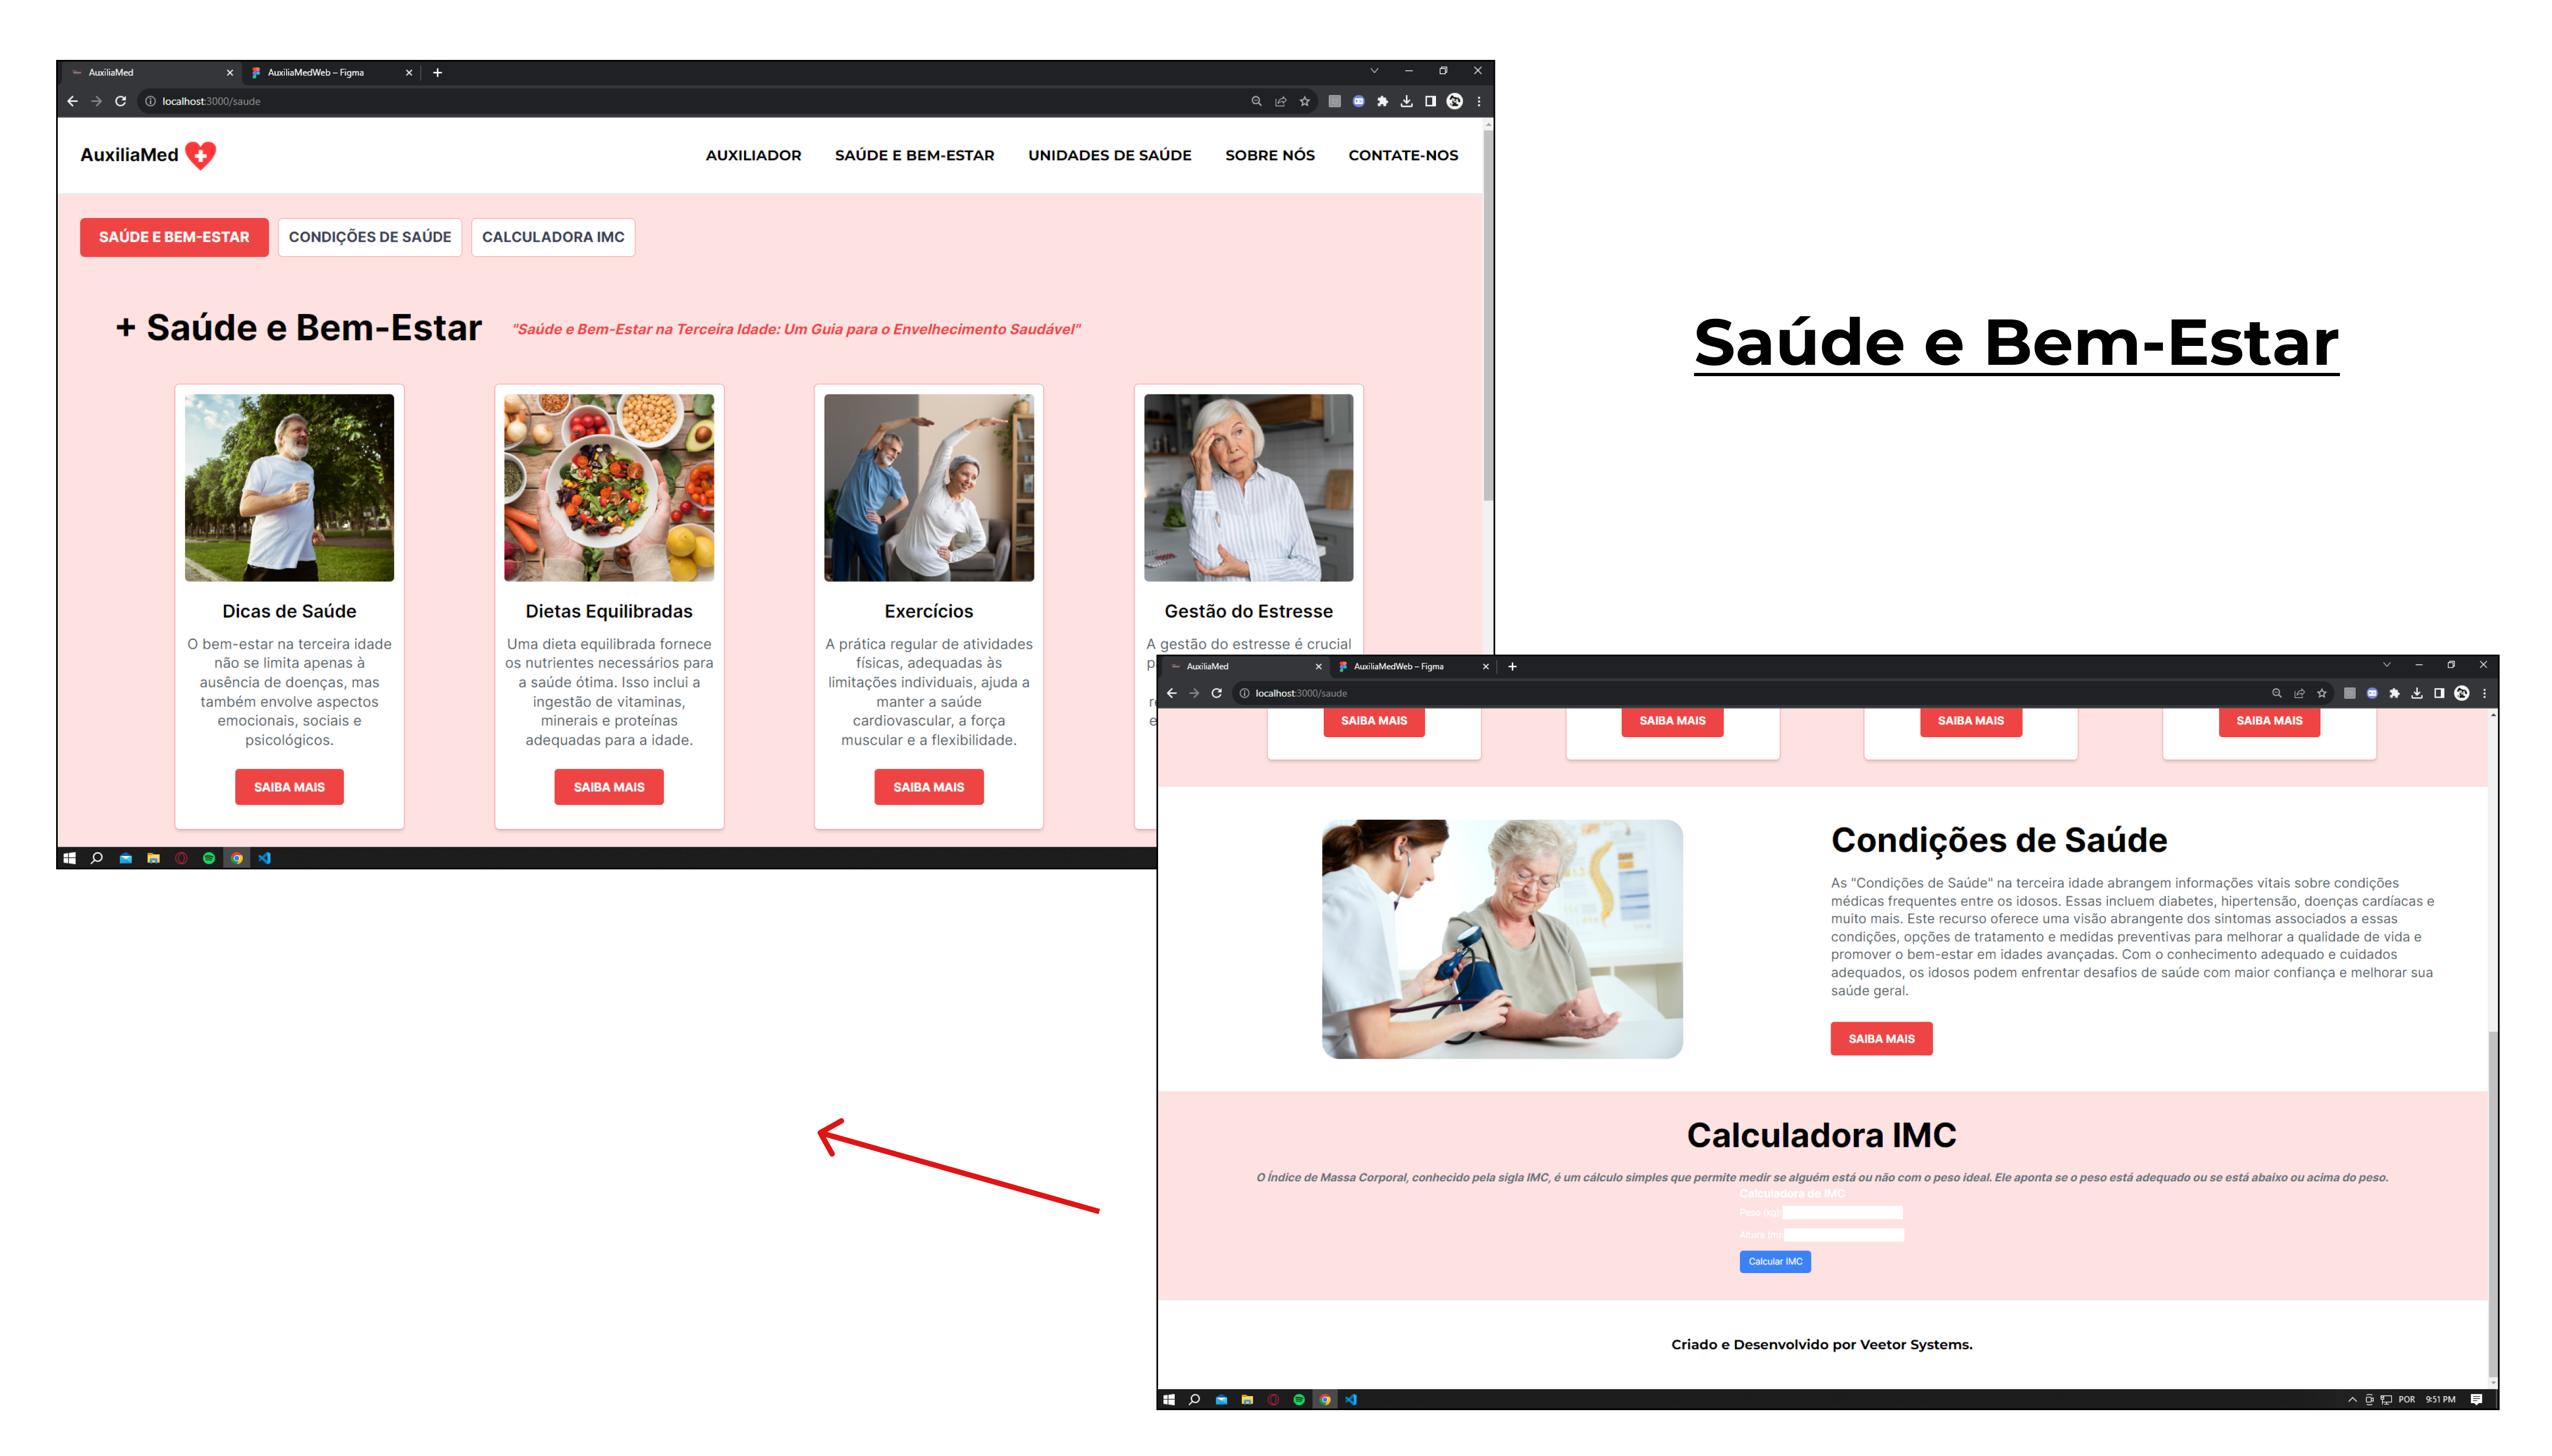 AuxiliaMed
AuxiliaMedWeb – Figma
localhost:3000/saude
AuxiliaMed
AUXILIADOR
SAÚDE E BEM-ESTAR
UNIDADES DE SAÚDE
SOBRE NÓS
CONTATE-NOS
SAÚDE E BEM-ESTAR
CONDIÇÕES DE SAÚDE
CALCULADORA IMC
+ Saúde e Bem-Estar
"Saúde e Bem-Estar na Terceira Idade: Um Guia para o Envelhecimento Saudável"
Dicas de Saúde
O bem-estar na terceira idade
não se limita apenas à
ausência de doenças, mas
também envolve aspectos
emocionais, sociais e
psicológicos.
SAIBA MAIS
Dietas Equilibradas
Uma dieta equilibrada fornece
os nutrientes necessários para
a saúde ótima. Isso inclui a
ingestão de vitaminas,
minerais e proteínas
adequadas para a idade.
SAIBA MAIS
Exercícios
A prática regular de atividades
físicas, adequadas às
limitações individuais, ajuda a
manter a saúde
cardiovascular, a força
muscular e a flexibilidade.
SAIBA MAIS
Gestão do Estresse
A gestão do estresse é crucial
Saúde e Bem-Estar
AuxiliaMed
AuxiliaMedWeb – Figma
localhost:3000/saude
SAIBA MAIS
SAIBA MAIS
SAIBA MAIS
SAIBA MAIS
Condições de Saúde
As "Condições de Saúde" na terceira idade abrangem informações vitais sobre condições
médicas frequentes entre os idosos. Essas incluem diabetes, hipertensão, doenças cardíacas e
muito mais. Este recurso oferece uma visão abrangente dos sintomas associados a essas
condições, opções de tratamento e medidas preventivas para melhorar a qualidade de vida e
promover o bem-estar em idades avançadas. Com o conhecimento adequado e cuidados
adequados, os idosos podem enfrentar desafios de saúde com maior confiança e melhorar sua
saúde geral.
SAIBA MAIS
Calculadora IMC
O Índice de Massa Corporal, conhecido pela sigla IMC, é um cálculo simples que permite medir se alguém está ou não com o peso ideal. Ele aponta se o peso está adequado ou se está abaixo ou acima do peso.
Calculadora de IMC
Peso (kg)
Altura (m)
Calcular IMC
Criado e Desenvolvido por Veetor Systems.
POR
9:51 PM